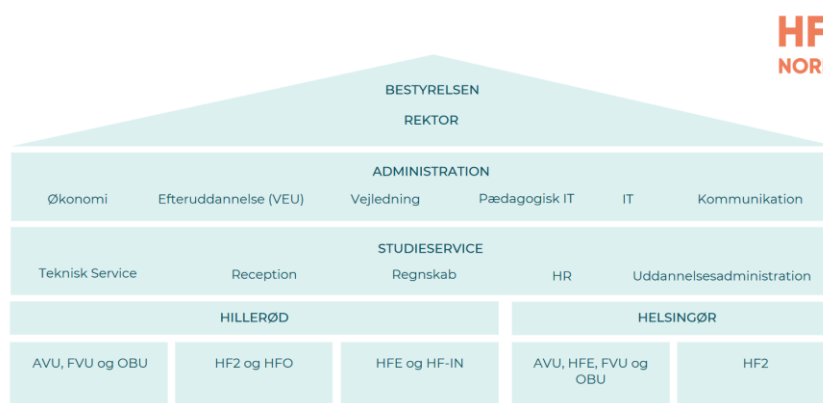 HF
BESTYRELSEN
REKTOR
ADMINISTRATION
Økonomi Efteruddannelse (VEU) Vejledning Pædagogisk IT IT Kommunikation
STUDIESERVICE
Teknisk Service Reception Regnskab HR Uddannelsesadministration
HILLERØD HELSINGØR
AVU, FVU og OBU HF2 og HFO HFE og HF-IN AVU, HFE, FVU og OBU HF2